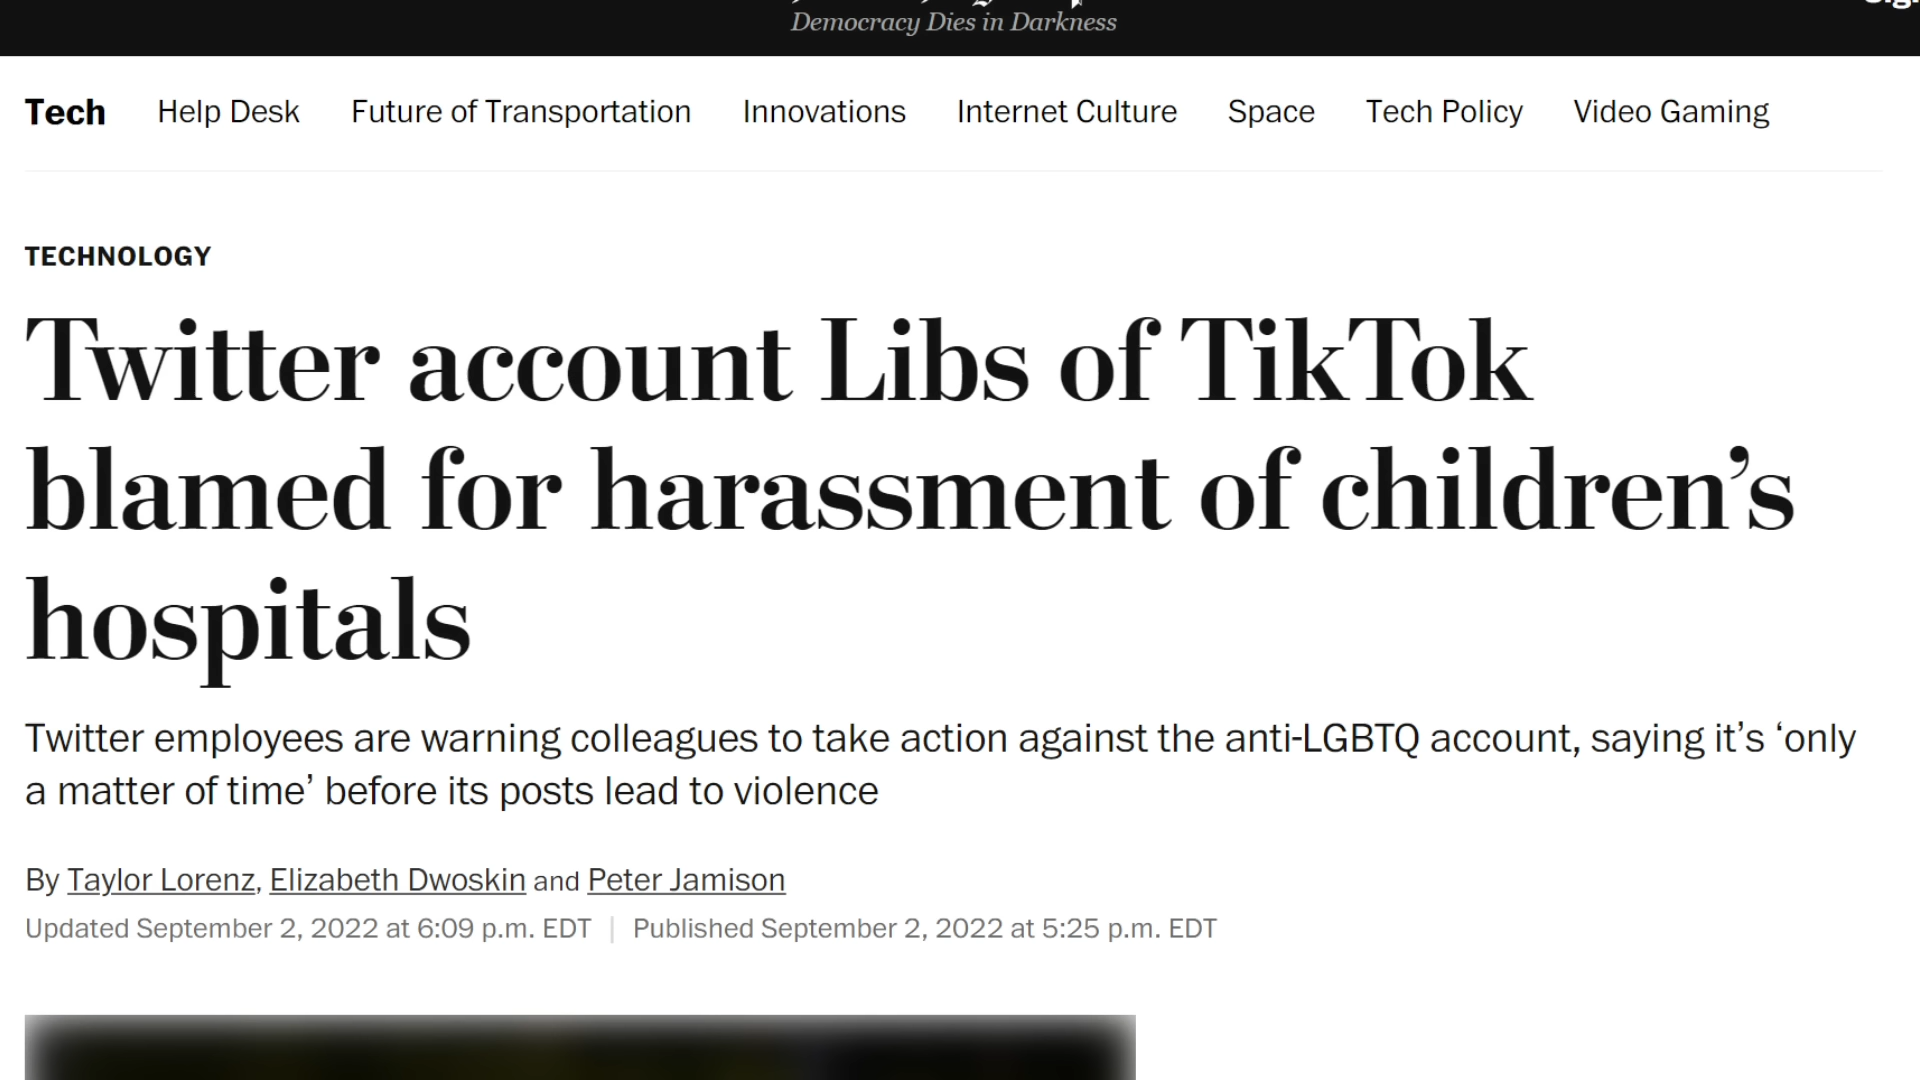 Democracy Dies in Darkness
Tech Help Desk Future of Transportation Innovations Internet Culture Space Tech Policy Video Gaming
TECHNOLOGY
Twitter account Libs of TikTok
blamed for harassment of children’s
hospitals
Twitter employees are warning colleagues to take action against the anti-LGBTQ account, saying it’s ‘only
a matter of time’ before its posts lead to violence
By Taylor Lorenz, Elizabeth Dwoskin and Peter Jamison
Updated September 2, 2022 at 6:09 p.m. EDT | Published September 2, 2022 at 5:25 p.m. EDT